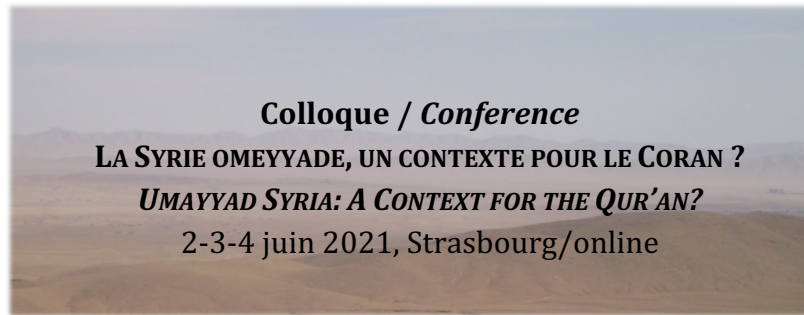 Colloque / Conference
LA SYRIE OMEYYADE, UN CONTEXTE POUR LE CORAN ?
UMAYYAD SYRIA: A CONTEXT FOR THE QUR’AN?
2-3-4 juin 2021, Strasbourg/online